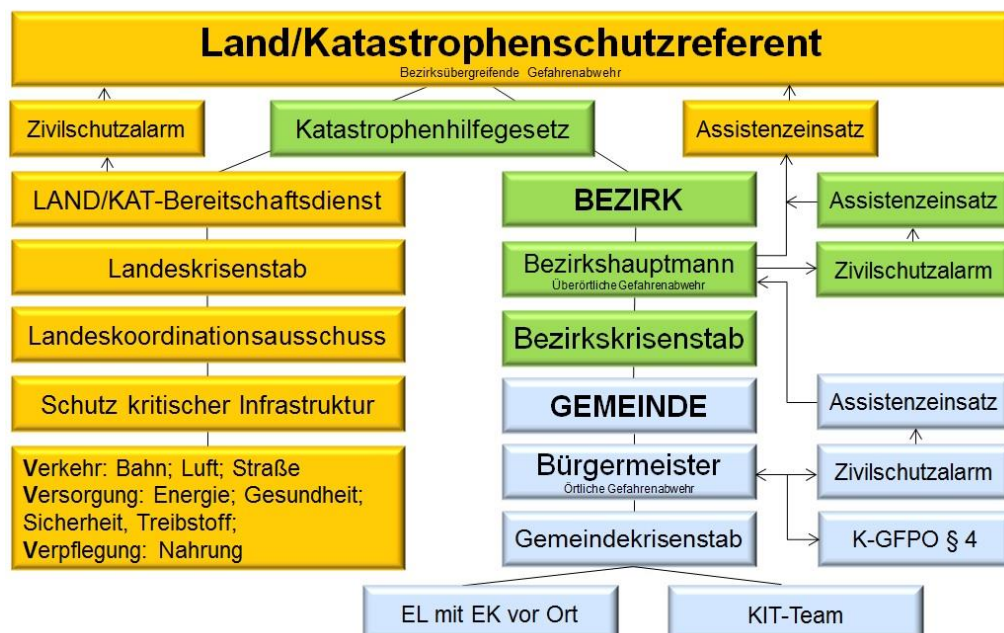 Land/Katastrophenschutzreferent
Bezirksübergreifende Gefahrenabwehr
Zivilschutzalarm
Katastrophenhilfegesetz
Assistenzeinsatz
LAND/KAT-Bereitschaftsdienst
BEZIRK
Assistenzeinsatz
Landeskrisenstab
Bezirkshauptmann
Überörtliche Gefahrenabwehr
Zivilschutzalarm
Landeskoordinationsausschuss
Bezirkskrisenstab
Schutz kritischer Infrastruktur
GEMEINDE
Assistenzeinsatz
Verkehr: Bahn; Luft; Straße
Versorgung: Energie; Gesundheit;
Sicherheit, Treibstoff;
Verpflegung: Nahrung
Bürgermeister
Örtliche Gefahrenabwehr
Zivilschutzalarm
Gemeindekrisenstab
K-GFPO § 4
EL mit EK vor Ort
KIT-Team